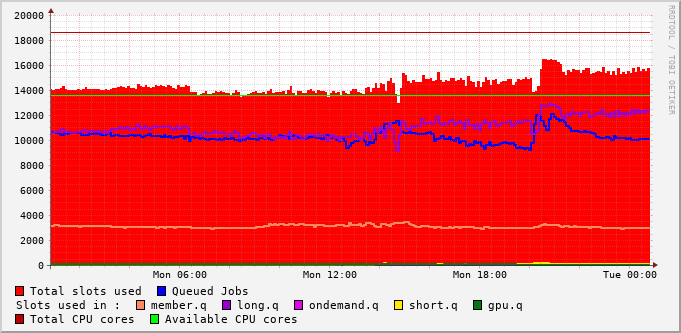 20000
18000
16000
14000
12000
10000
8000
6000
4000
2000
0
Mon 06:00 Mon 12:00 Mon 18:00 Tue 00:00
RRDTOOL / TOBI OETIKER
Total slots used Queued Jobs
Slots used in : member.q long.q ondemand.q short.q gpu.q
Total CPU cores Available CPU cores